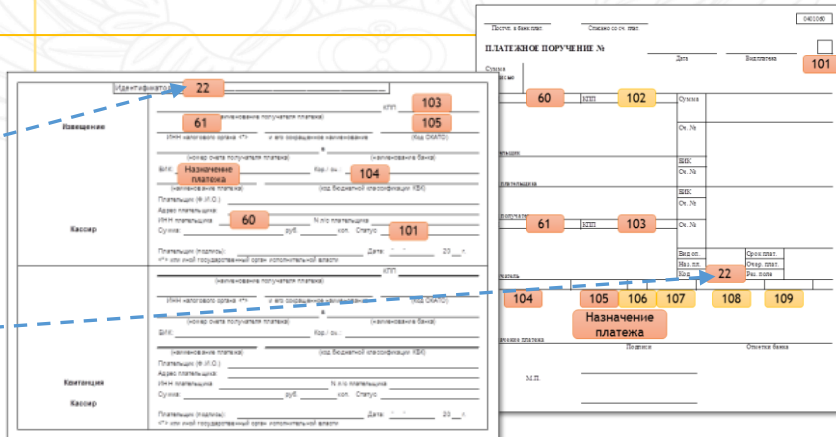 0401060
Поступ. в банк плат.
Списано со сч. плат.
ПЛАТЕЖНОЕ ПОРУЧЕНИЕ №
Дата
Вид платежа
101
Сумма
60 КПП 102 Сумма
Сч. №
БИК
Сч. №
БИК
Сч. №
61 КПП 103 Сч. №
Вид оп. Срок плат.
Наз. пл. Очер. плат.
Код 22 Рез. поле
104 105 106 107 108 109
Назначение
платежа
Подписи
Отметки банка
М.П.
22
КПП 103
(наименование получателя платежа)
Извещение
61 105
ИНН налогового органа <*> и его сокращенное наименование (Код ОКАТО)
в
(номер счета получателя платежа) (наименование банка)
БИК: Назначение
платежа
Кор./ сч.: 104
(наименование платежа) (код бюджетной классификации КБК)
Плательщик (Ф.И.О.)
Адрес плательщика:
ИНН плательщика 60 N л/с плательщика
Кассир
Сумма: руб. коп. Статус 101
Плательщик (подпись): Дата: " " 20 г.
<*> или иной государственный орган исполнительной власти
КПП
(наименование получателя платежа)
ИНН налогового органа <*> и его сокращенное наименование (Код ОКАТО)
в
(номер счета получателя платежа) (наименование банка)
БИК: Кор./ сч.:
(наименование платежа) (код бюджетной классификации КБК)
Плательщик (Ф.И.О.)
Адрес плательщика:
Квитанция
ИНН плательщика N л/с плательщика
Сумма: руб. коп. Статус:
Кассир
Плательщик (подпись): Дата: " " 20 г.
<*> или иной государственный орган исполнительной власти